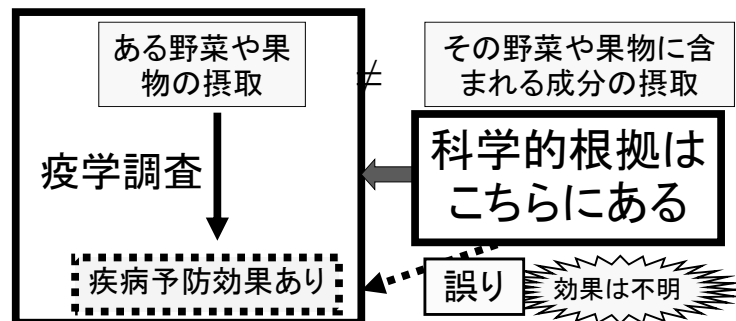 ある野菜や果
物の摂取
≠
その野菜や果物に含
まれる成分の摂取
疫学調査
科学的根拠は
こちらにある
疾病予防効果あり
誤り
効果は不明